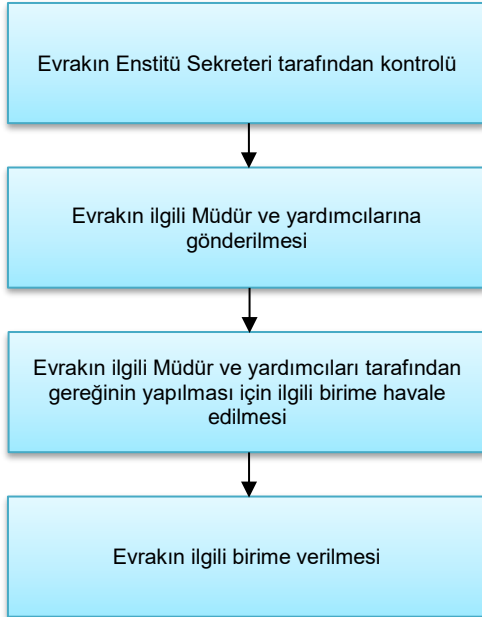 Evrakın Enstitü Sekreteri tarafından kontrolü
Evrakın ilgili Müdür ve yardımcılarına
gönderilmesi
Evrakın ilgili Müdür ve yardımcıları tarafından
gereğinin yapılması için ilgili birime havale
edilmesi
Evrakın ilgili birime verilmesi